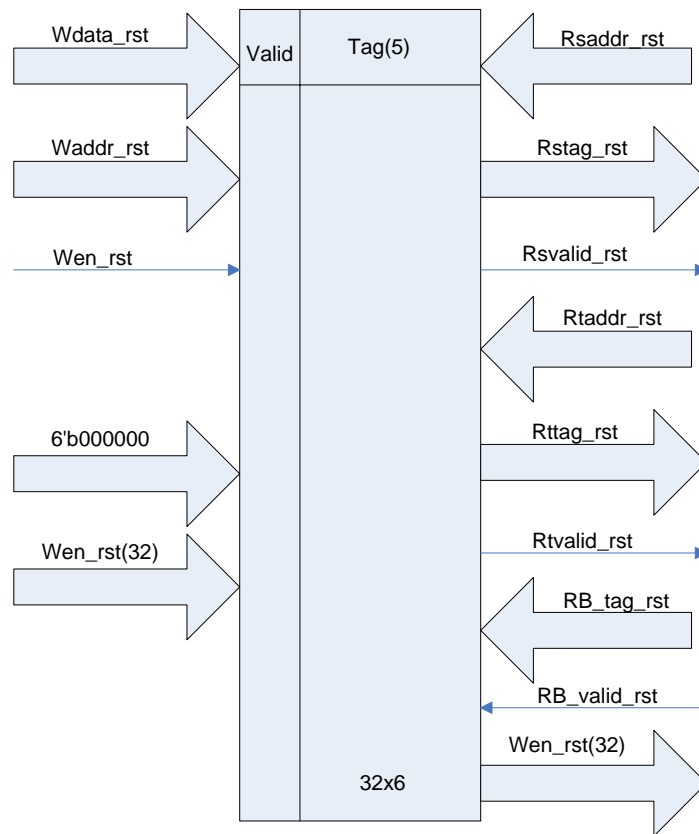 Wdata_rst
Valid
Tag(5)
Rsaddr_rst
Waddr_rst
Rstag_rst
Wen_rst
Rsvalid_rst
Rtaddr_rst
6'b000000
Rttag_rst
Wen_rst(32)
Rtvalid_rst
RB_tag_rst
RB_valid_rst
Wen_rst(32)
32x6